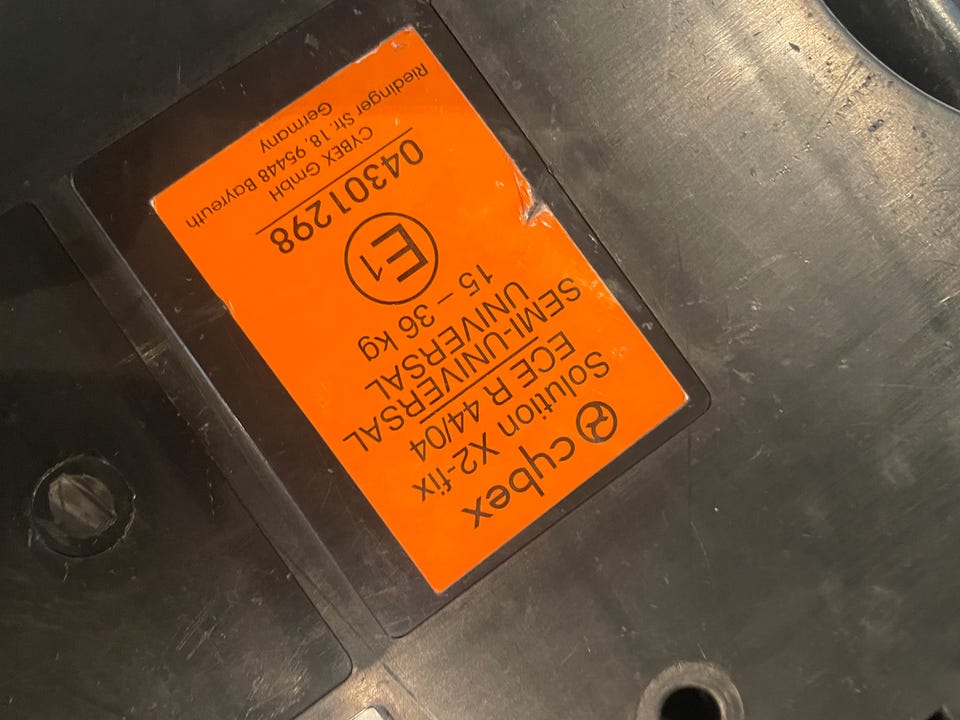 cybex
Solution X2-fix
ECE R 44/04
SEMI-UNIVERSAL
UNIVERSAL
15 – 36 kg
E1
04301298
CYBEX GmbH
Riedinger Str. 18, 95448 Bayreuth
Germany